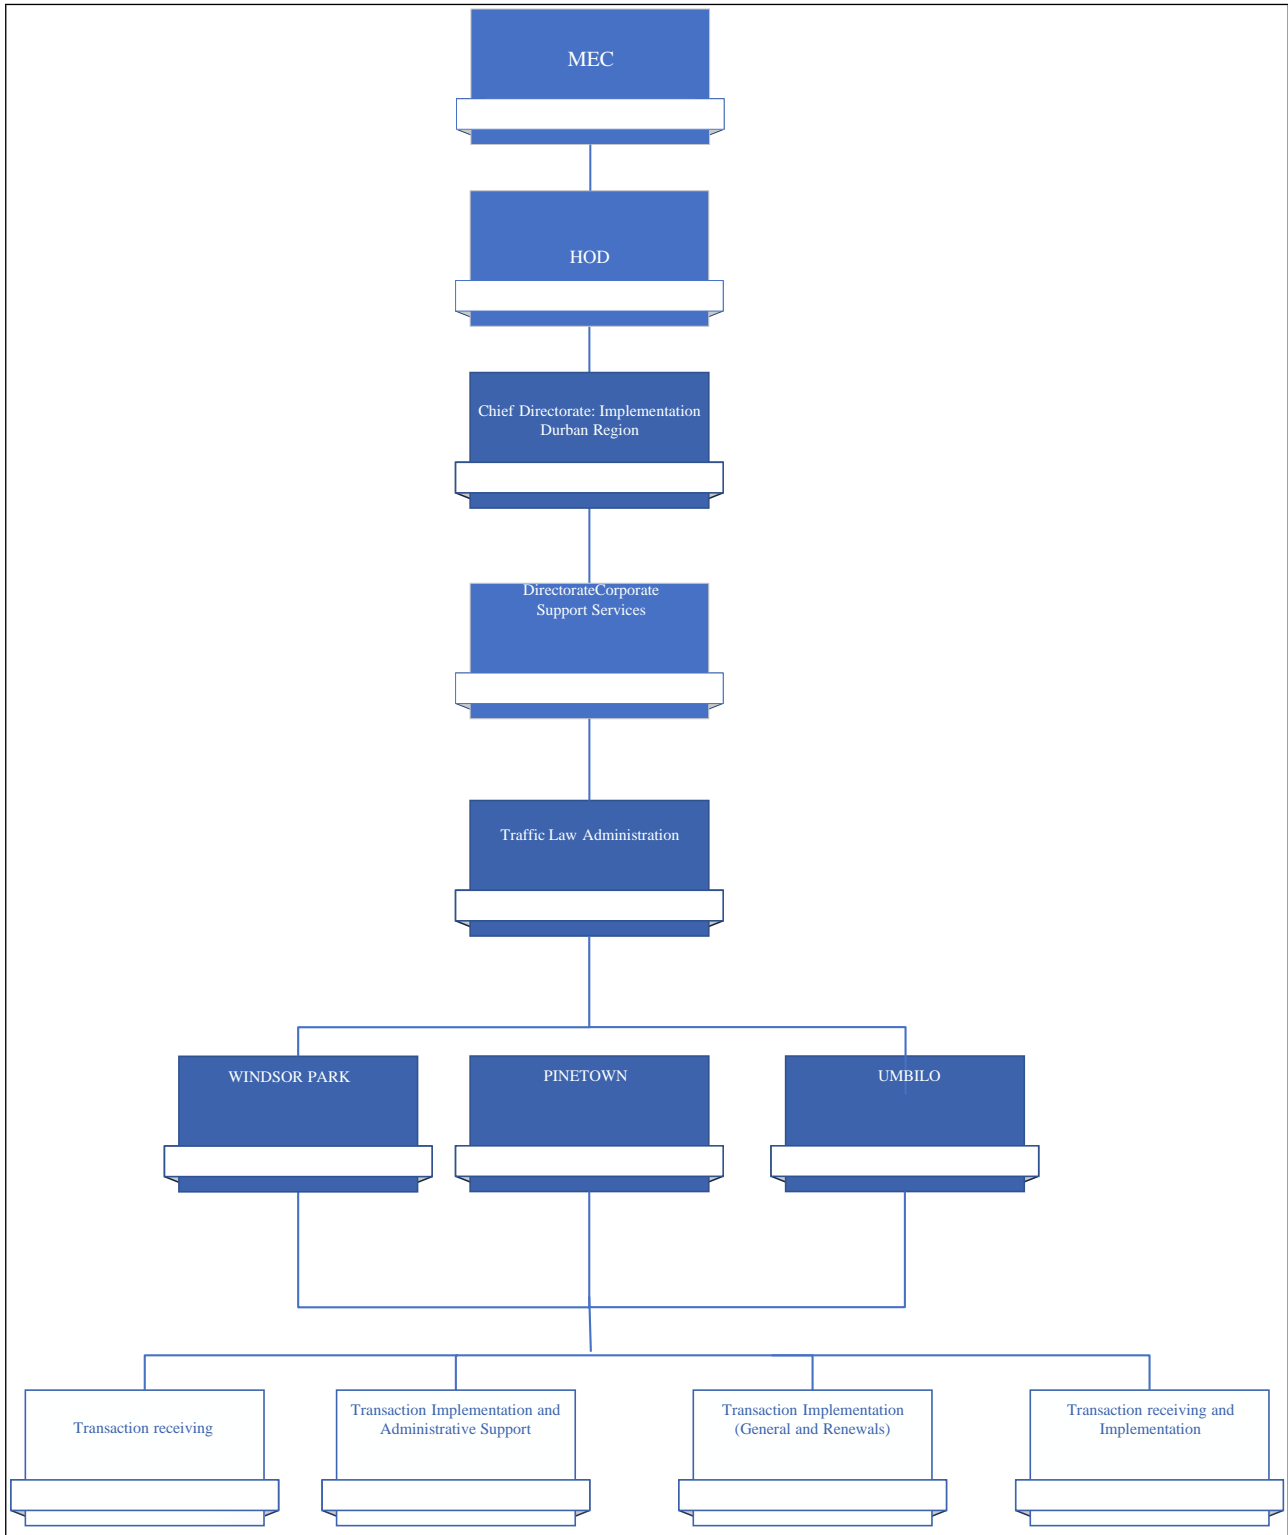 MEC
HOD
Chief Directorate: Implementation
Durban Region
DirectorateCorporate
Support Services
Traffic Law Administration
WINDSOR PARK
PINETOWN
UMBILO
Transaction receiving
Transaction Implementation and
Administrative Support
Transaction Implementation
(General and Renewals)
Transaction receiving and
Implementation